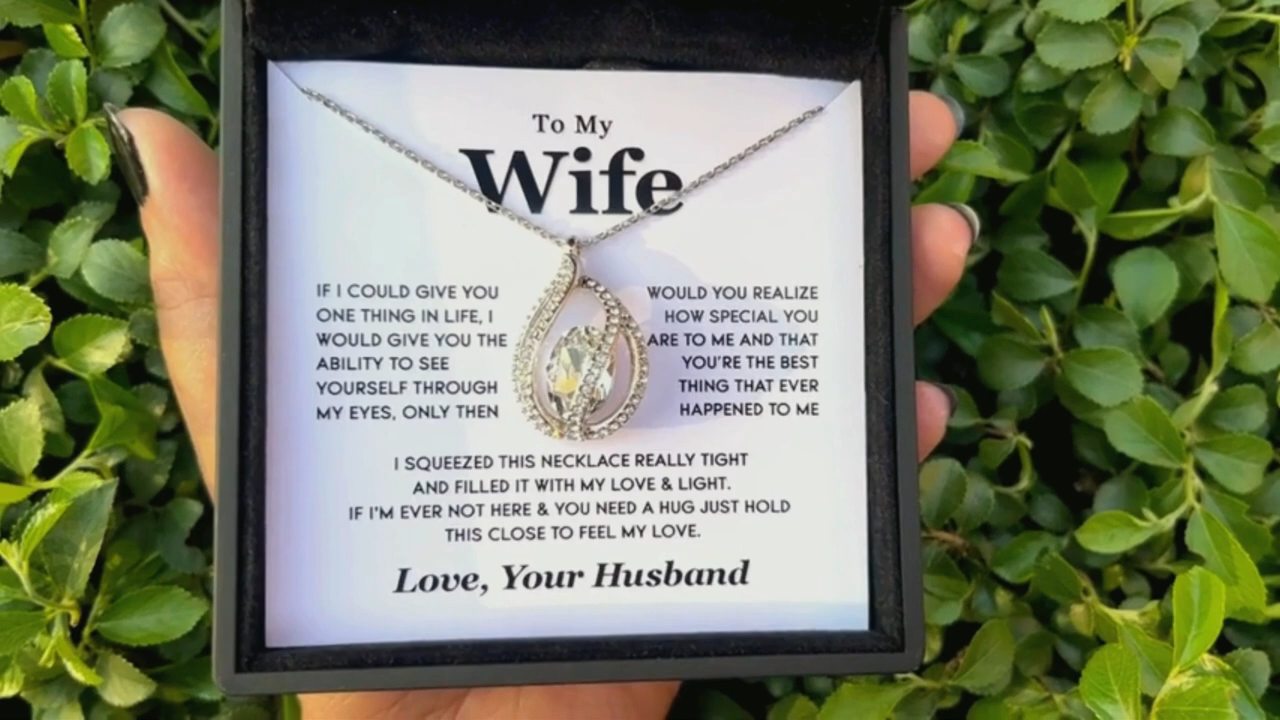 To My
Wife
IF I COULD GIVE YOU
ONE THING IN LIFE, I
WOULD GIVE YOU THE
ABILITY TO SEE
YOURSELF THROUGH
MY EYES, ONLY THEN
WOULD YOU REALIZE
HOW SPECIAL YOU
ARE TO ME AND THAT
YOU'RE THE BEST
THING THAT EVER
HAPPENED TO ME
I SQUEEZED THIS NECKLACE REALLY TIGHT
AND FILLED IT WITH MY LOVE & LIGHT.
IF I'M EVER NOT HERE & YOU NEED A HUG JUST HOLD
THIS CLOSE TO FEEL MY LOVE.
Love, Your Husband